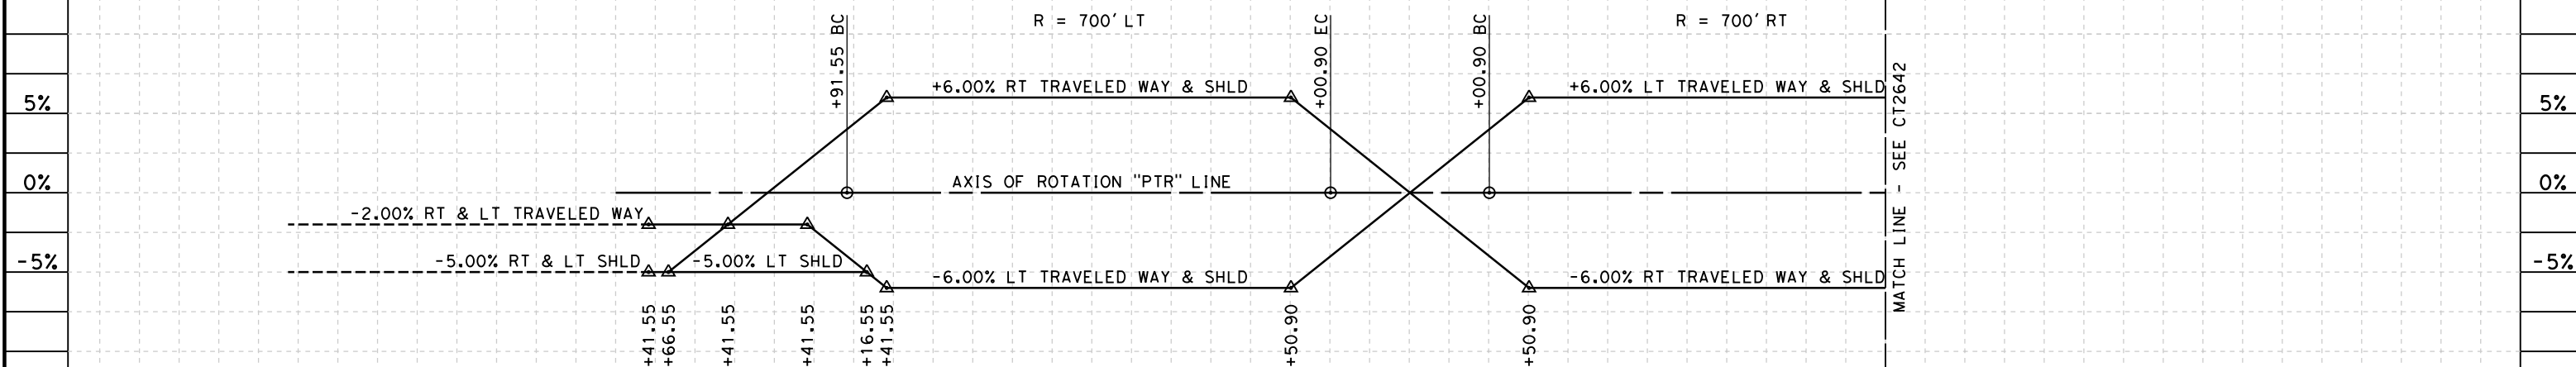 R = 700' LT
R = 700' RT
+91.55 BC
+00.90 EC
+00.90 BC
+6.00% RT TRAVELED WAY & SHLD
+6.00% LT TRAVELED WAY & SHLD
5%
5%
AXIS OF ROTATION "PTR" LINE
0%
0%
-2.00% RT & LT TRAVELED WAY
-5.00% RT & LT SHLD
-5.00% LT SHLD
-5%
-5%
-6.00% LT TRAVELED WAY & SHLD
-6.00% RT TRAVELED WAY & SHLD
MATCH LINE - SEE CT2642
+41.55
+66.55
+41.55
+41.55
+16.55
+41.55
+50.90
+50.90